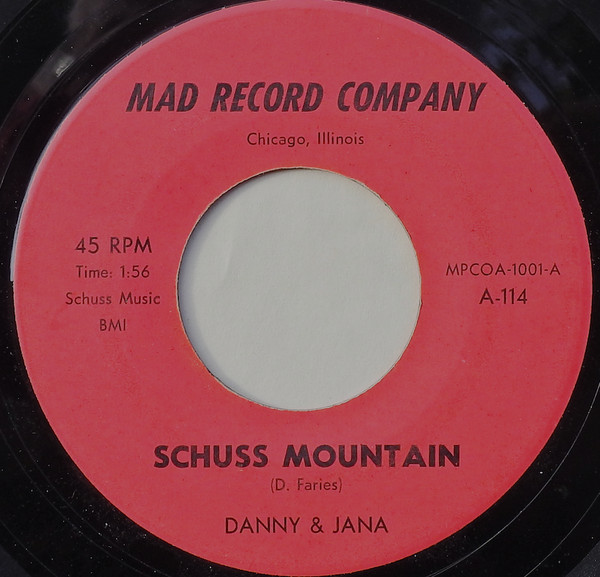 MAD RECORD COMPANY
Chicago, Illinois
45 RPM
Time: 1:56
Schuss Music
BMI
MPCOA-1001-A
A-114
SCHUSS MOUNTAIN
(D. Faries)
DANNY & JANA